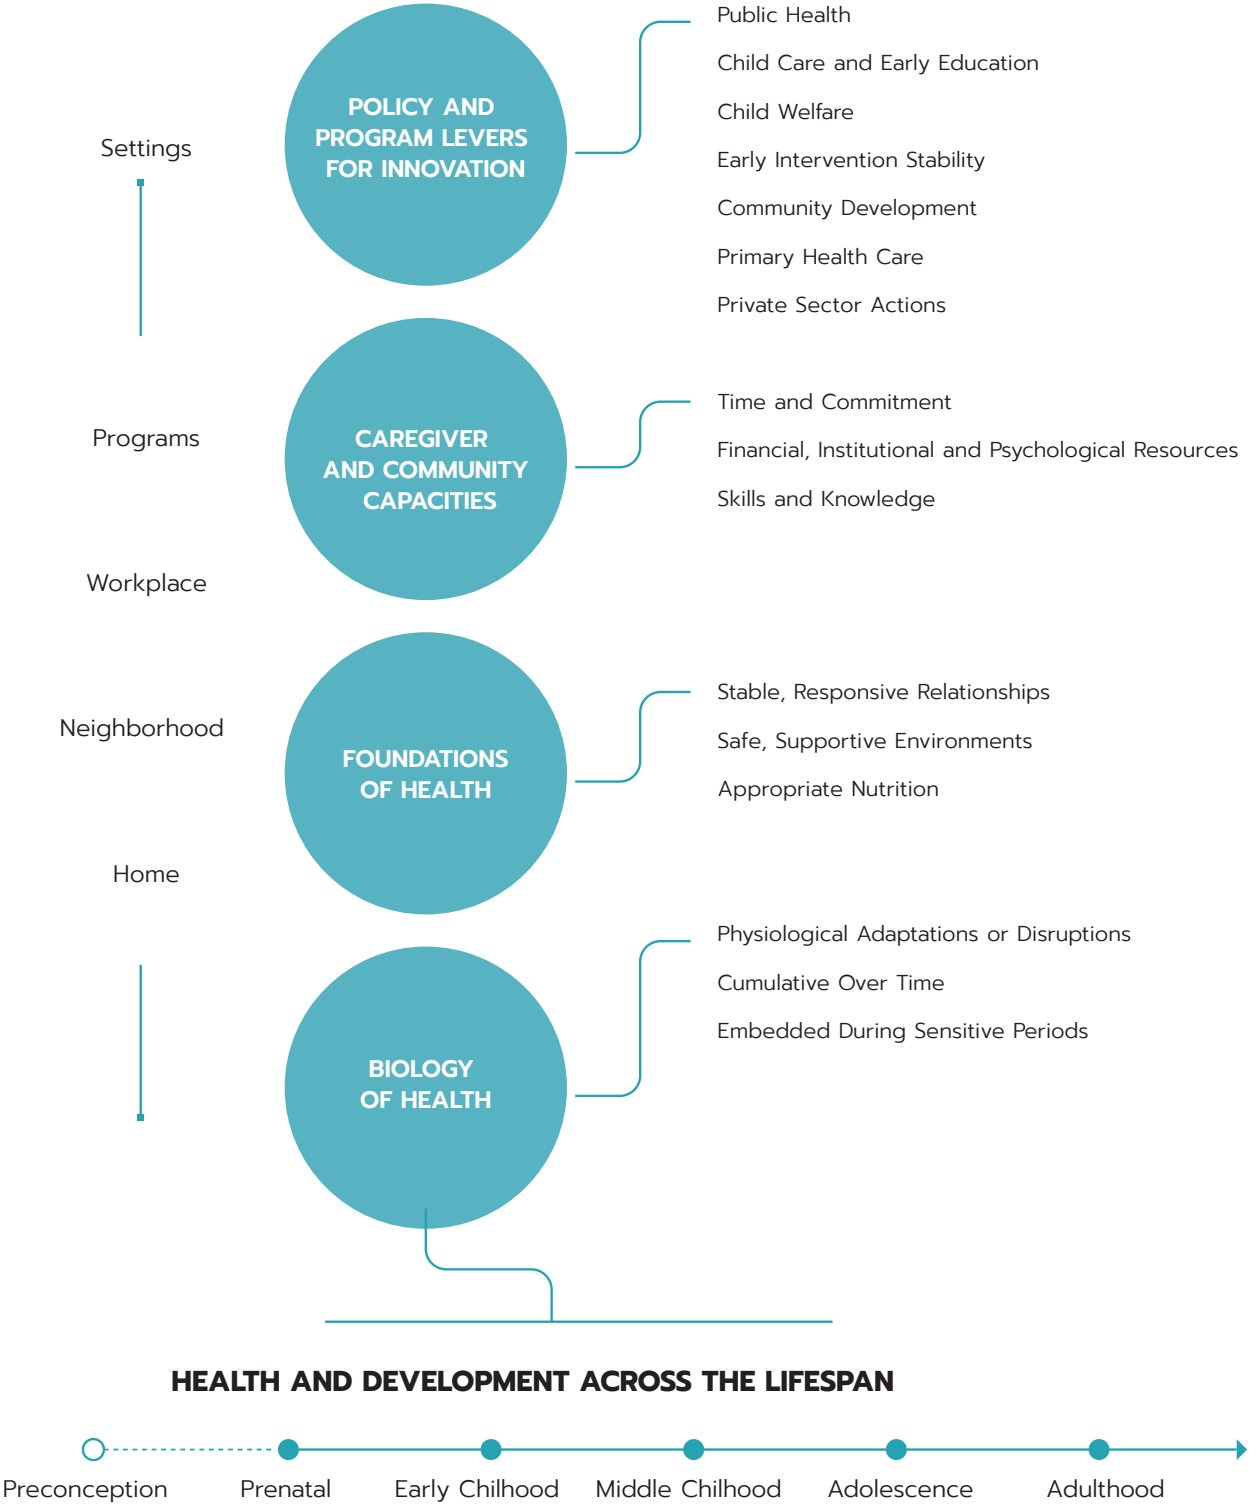 Settings
Programs
Workplace
Neighborhood
Home
POLICY AND
PROGRAM LEVERS
FOR INNOVATION
Public Health
Child Care and Early Education
Child Welfare
Early Intervention Stability
Community Development
Primary Health Care
Private Sector Actions
CAREGIVER
AND COMMUNITY
CAPACITIES
Time and Commitment
Financial, Institutional and Psychological Resources
Skills and Knowledge
FOUNDATIONS
OF HEALTH
Stable, Responsive Relationships
Safe, Supportive Environments
Appropriate Nutrition
BIOLOGY
OF HEALTH
Physiological Adaptations or Disruptions
Cumulative Over Time
Embedded During Sensitive Periods
HEALTH AND DEVELOPMENT ACROSS THE LIFESPAN
Preconception
Prenatal
Early Chilhood
Middle Chilhood
Adolescence
Adulthood